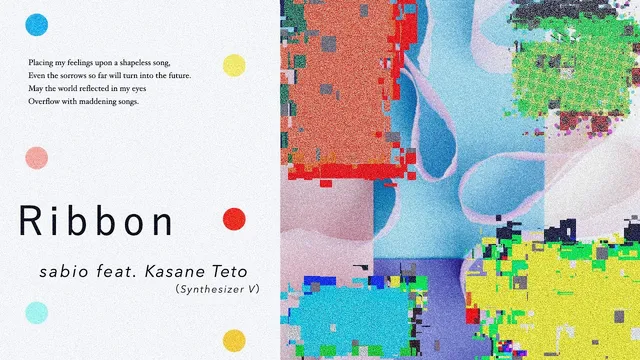 Placing my feelings upon a shapeless song,
Even the sorrows so far will turn into the future.
May the world reflected in my eyes
Overflow with maddening songs.
Ribbon
sabio feat. Kasane Teto
(Synthesizer V)